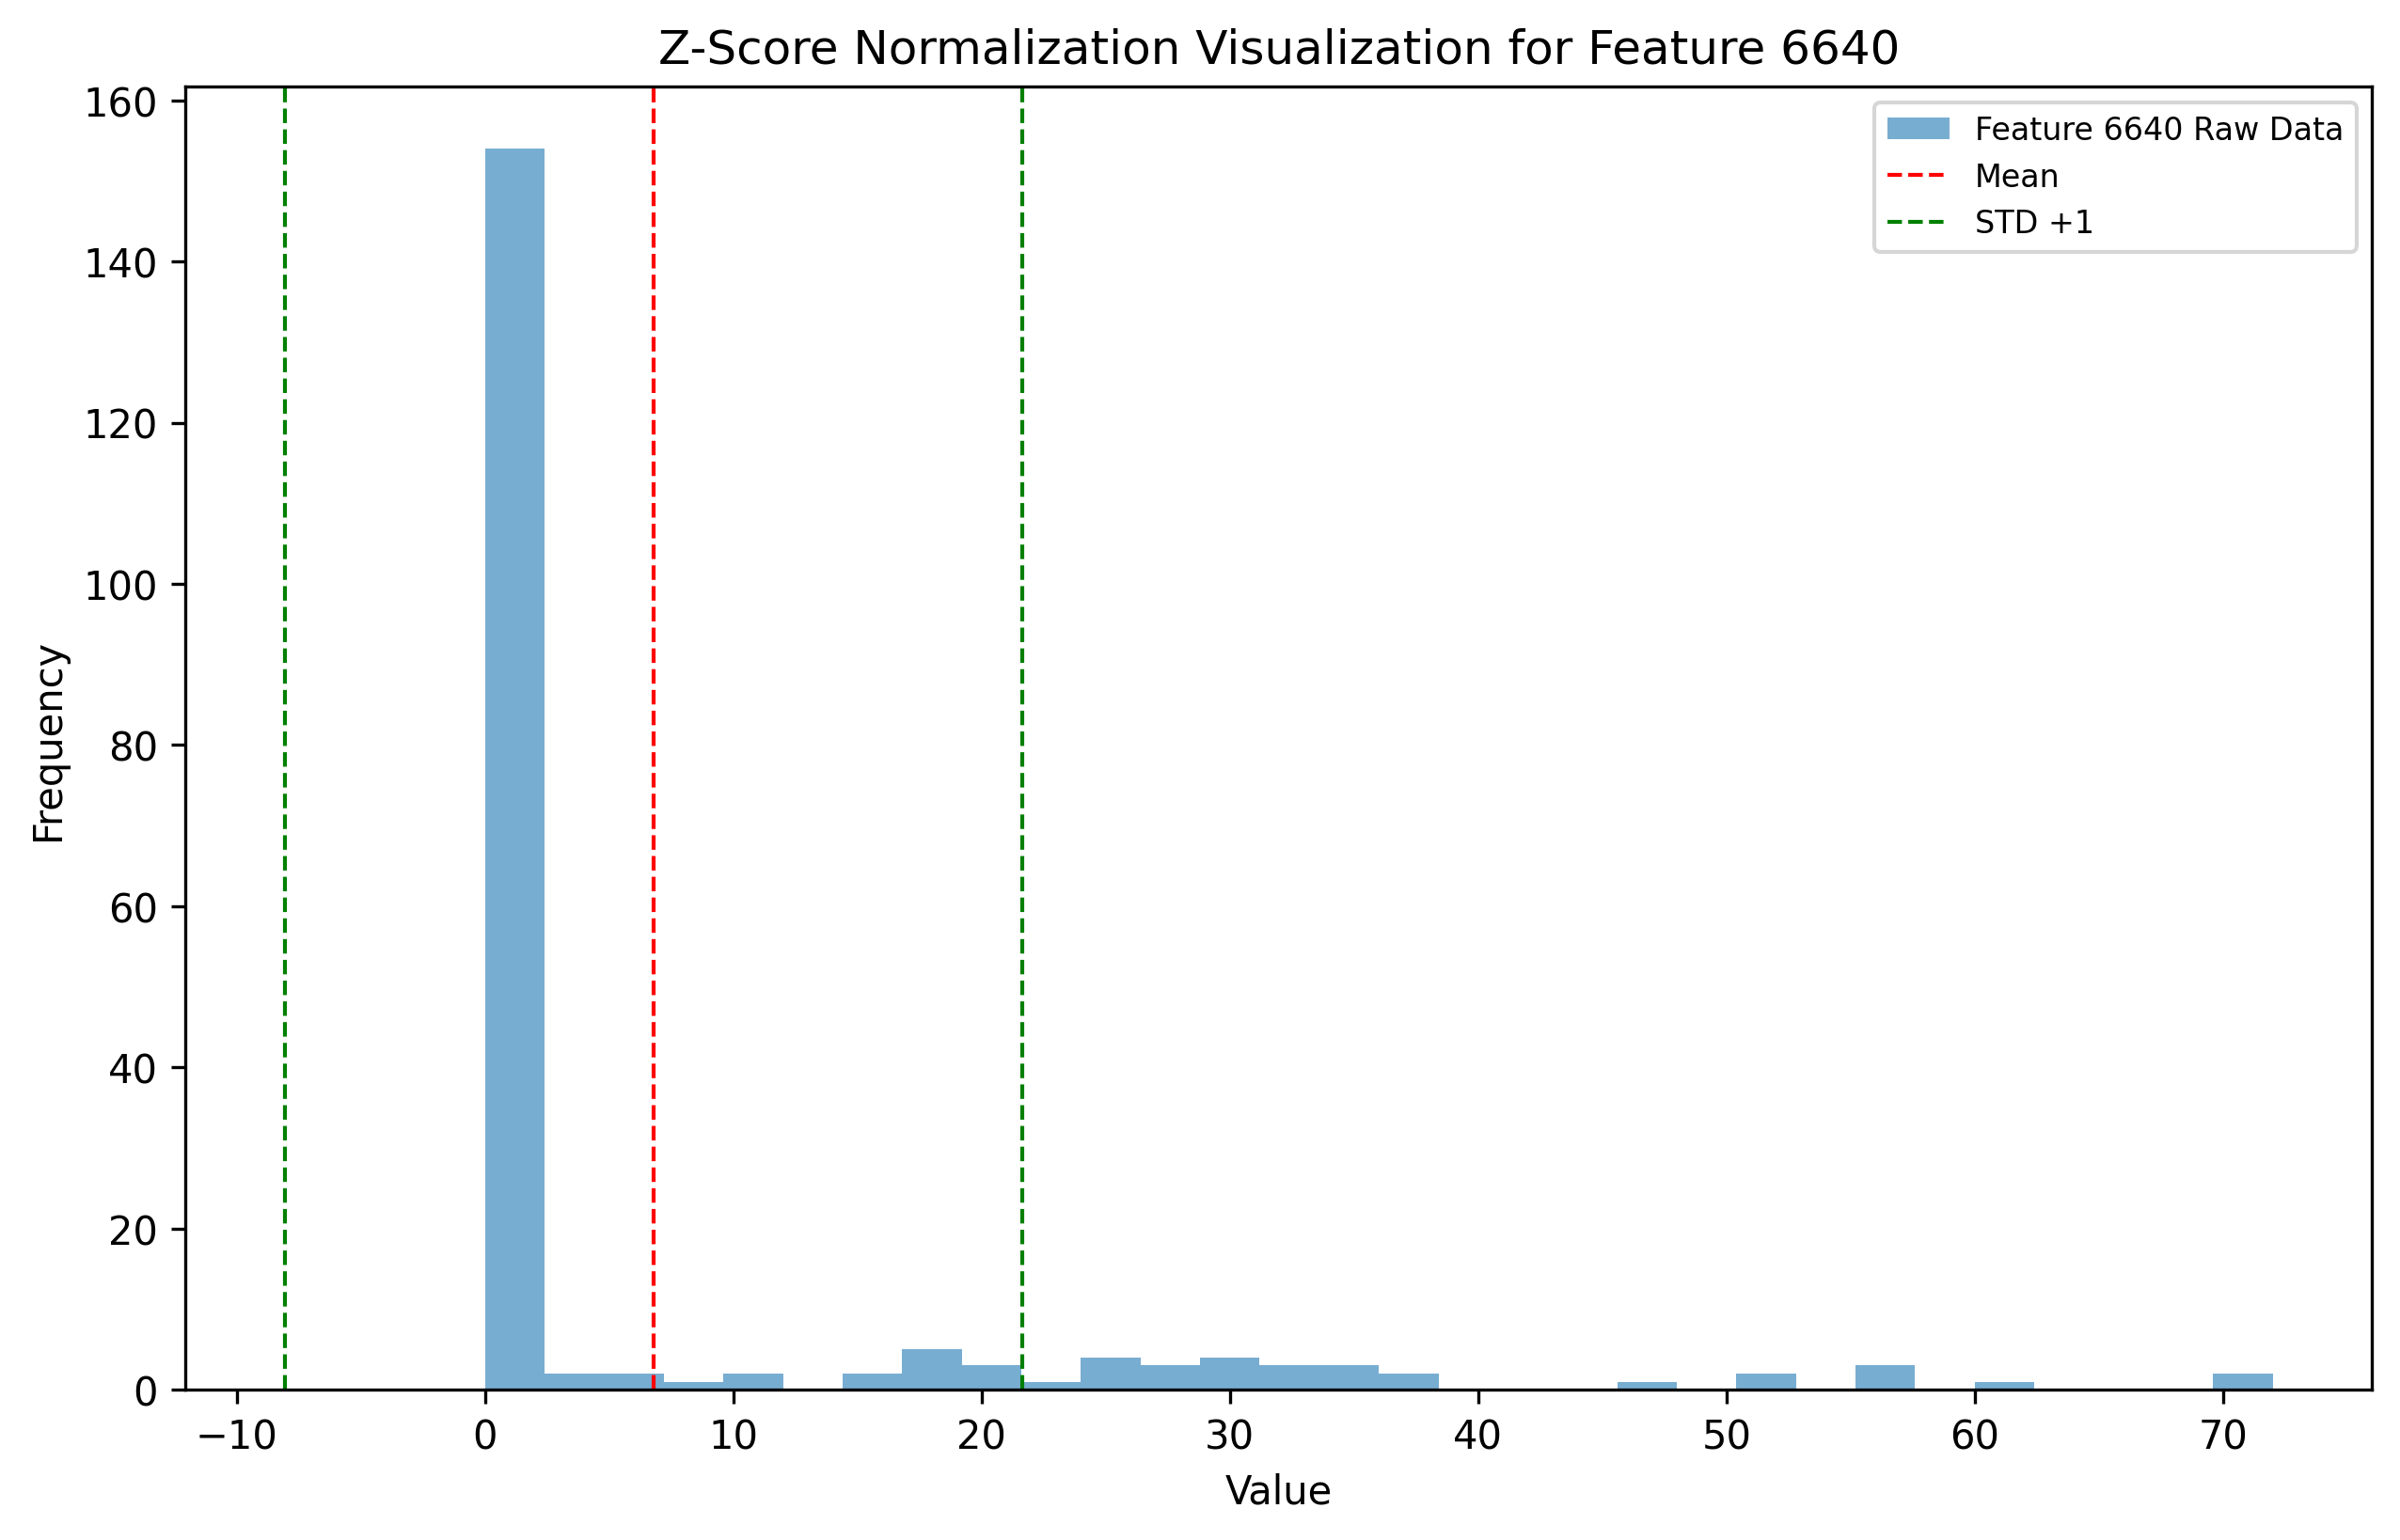 Z-Score Normalization Visualization for Feature 6640
Feature 6640 Raw Data
Mean
STD +1
Frequency
160
140
120
100
80
60
40
20
0
−10 0 10 20 30 40 50 60 70
Value